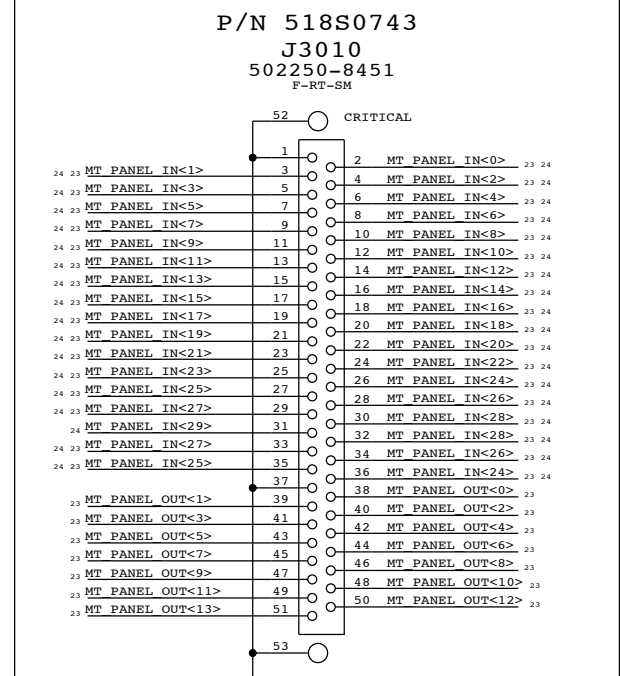 P/N 518S0743
J3010
502250-8451
F-RT-SM
52 CRITICAL
1
2 MT_PANEL_IN<0> 23 24
24 23 MT_PANEL_IN<1> 3
4 MT_PANEL_IN<2> 23 24
24 23 MT_PANEL_IN<3> 5
6 MT_PANEL_IN<4> 23 24
24 23 MT_PANEL_IN<5> 7
8 MT_PANEL_IN<6> 23 24
24 23 MT_PANEL_IN<7> 9
10 MT_PANEL_IN<8> 23 24
24 23 MT_PANEL_IN<9> 11
12 MT_PANEL_IN<10> 23 24
24 23 MT_PANEL_IN<11> 13
14 MT_PANEL_IN<12> 23 24
24 23 MT_PANEL_IN<13> 15
16 MT_PANEL_IN<14> 23 24
24 23 MT_PANEL_IN<15> 17
18 MT_PANEL_IN<16> 23 24
24 23 MT_PANEL_IN<17> 19
20 MT_PANEL_IN<18> 23 24
24 23 MT_PANEL_IN<19> 21
22 MT_PANEL_IN<20> 23 24
24 23 MT_PANEL_IN<21> 23
24 MT_PANEL_IN<22> 23 24
24 23 MT_PANEL_IN<23> 25
26 MT_PANEL_IN<24> 23 24
24 23 MT_PANEL_IN<25> 27
28 MT_PANEL_IN<26> 23 24
24 23 MT_PANEL_IN<27> 29
30 MT_PANEL_IN<28> 23 24
24 MT_PANEL_IN<29> 31
32 MT_PANEL_IN<28> 23 24
24 23 MT_PANEL_IN<27> 33
34 MT_PANEL_IN<26> 23 24
24 23 MT_PANEL_IN<25> 35
36 MT_PANEL_IN<24> 23 24
37
38 MT_PANEL_OUT<0> 23
23 MT_PANEL_OUT<1> 39
40 MT_PANEL_OUT<2> 23
23 MT_PANEL_OUT<3> 41
42 MT_PANEL_OUT<4> 23
23 MT_PANEL_OUT<5> 43
44 MT_PANEL_OUT<6> 23
23 MT_PANEL_OUT<7> 45
46 MT_PANEL_OUT<8> 23
23 MT_PANEL_OUT<9> 47
48 MT_PANEL_OUT<10> 23
23 MT_PANEL_OUT<11> 49
50 MT_PANEL_OUT<12> 23
23 MT_PANEL_OUT<13> 51
53